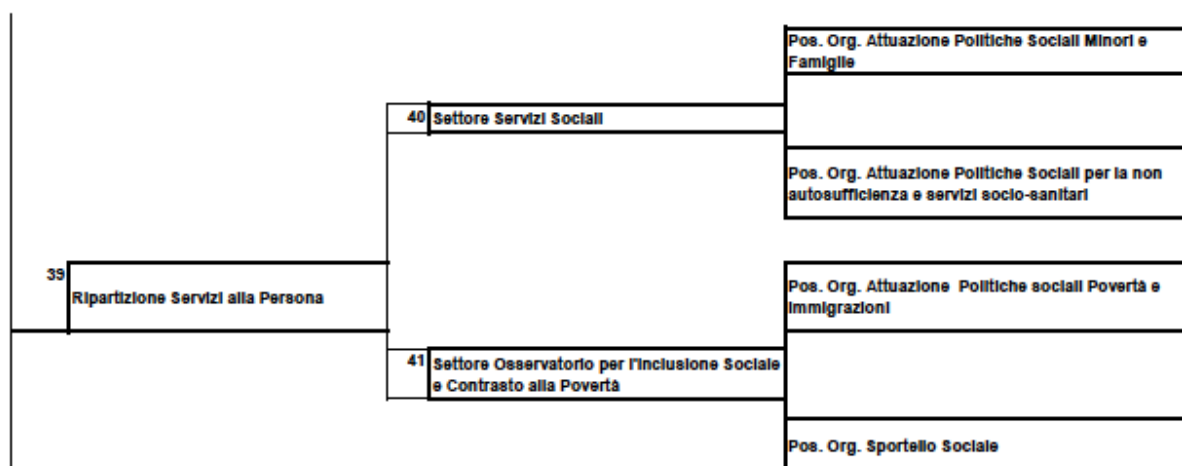 Pos. Org. Attuazione Politiche Sociali Minori e
Famiglie
40 Settore Servizi Sociali
Pos. Org. Attuazione Politiche Sociali per la non
autosufficienza e servizi socio-sanitari
39
Ripartizione Servizi alla Persona
Pos. Org. Attuazione Politiche sociali Povertà e
Immigrazioni
41 Settore Osservatorio per l'Inclusione Sociale
e Contrasto alla Povertà
Pos. Org. Sportello Sociale